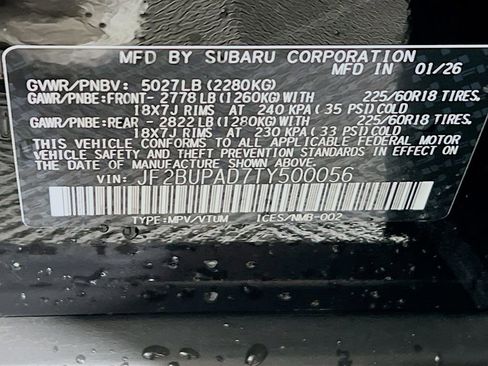 MFD BY SUBARU CORPORATION
MFD IN 01/26
GVWR/PNBV: 5027LB (2280KG)
GAWR/PNBE:FRONT- 2778 LB (1260KG) WITH 225/60R18 TIRES.
18X7J RIMS AT 240 KPA (35 PSI) COLD
GAWR/PNBE: REAR - 2822 LB (1280KG) WITH 225/60R18 TIRES.
18X7J RIMS AT 230 KPA (33 PSI) COLD
THIS VEHICLE CONFORMS TO ALL APPLICABLE FEDERAL MOTOR
VEHICLE SAFETY STANDARDS IN EFFECT ON THE DATE OF
MANUFACTURE SHOWN ABOVE.
VIN: JF2BUPAD7TY500056
TYPE:MPV/VTUM ICES/NMB-002